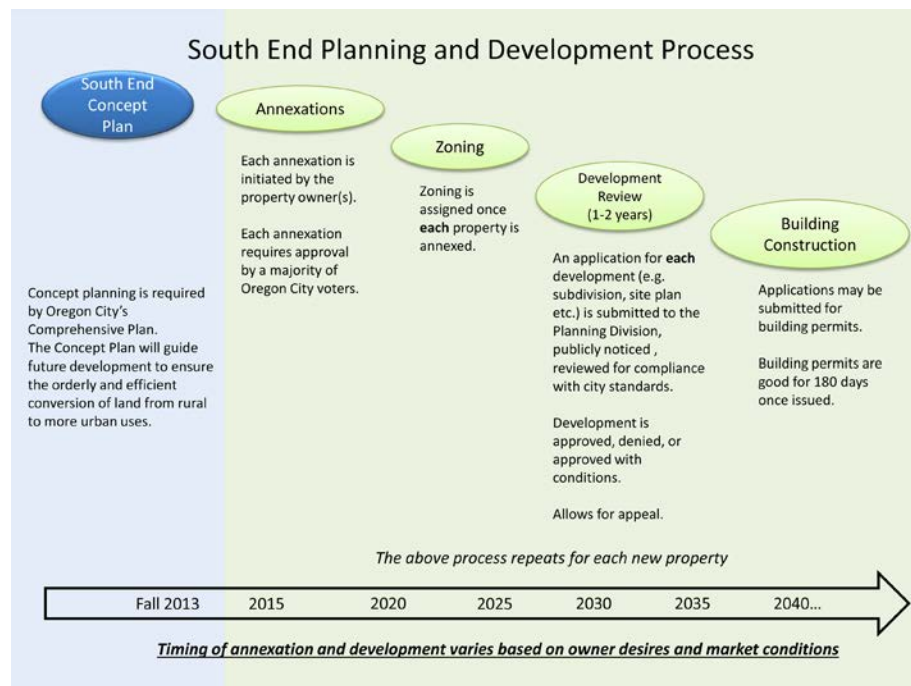 South End Planning and Development Process
South End
Concept
Plan
Concept planning is required
by Oregon City's
Comprehensive Plan.
The Concept Plan will guide
future development to ensure
the orderly and efficient
conversion of land from rural
to more urban uses.
Annexations
Each annexation is
initiated by the
property owner(s).
Each annexation
requires approval
by a majority of
Oregon City voters.
Zoning
Zoning is
assigned once
each property is
annexed.
Development
Review
(1-2 years)
An application for each
development (e.g.
subdivision, site plan
etc.) is submitted to the
Planning Division,
publicly noticed ,
reviewed for compliance
with city standards.
Development is
approved, denied, or
approved with
conditions.
Allows for appeal.
Building
Construction
Applications may be
submitted for
building permits.
Building permits are
good for 180 days
once issued.
The above process repeats for each new property
Fall 2013 2015 2020 2025 2030 2035 2040...
Timing of annexation and development varies based on owner desires and market conditions